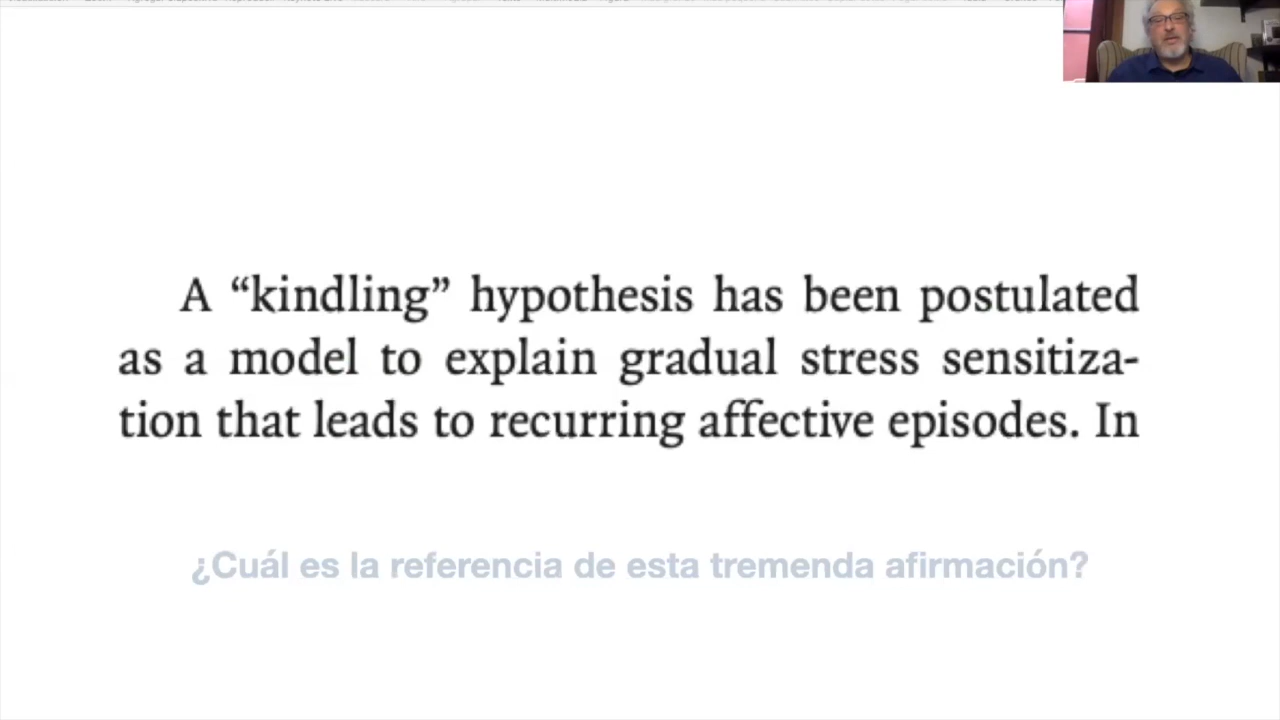 A “kindling” hypothesis has been postulated
as a model to explain gradual stress sensitiza-
tion that leads to recurring affective episodes. In
¿Cuál es la referencia de esta tremenda afirmación?